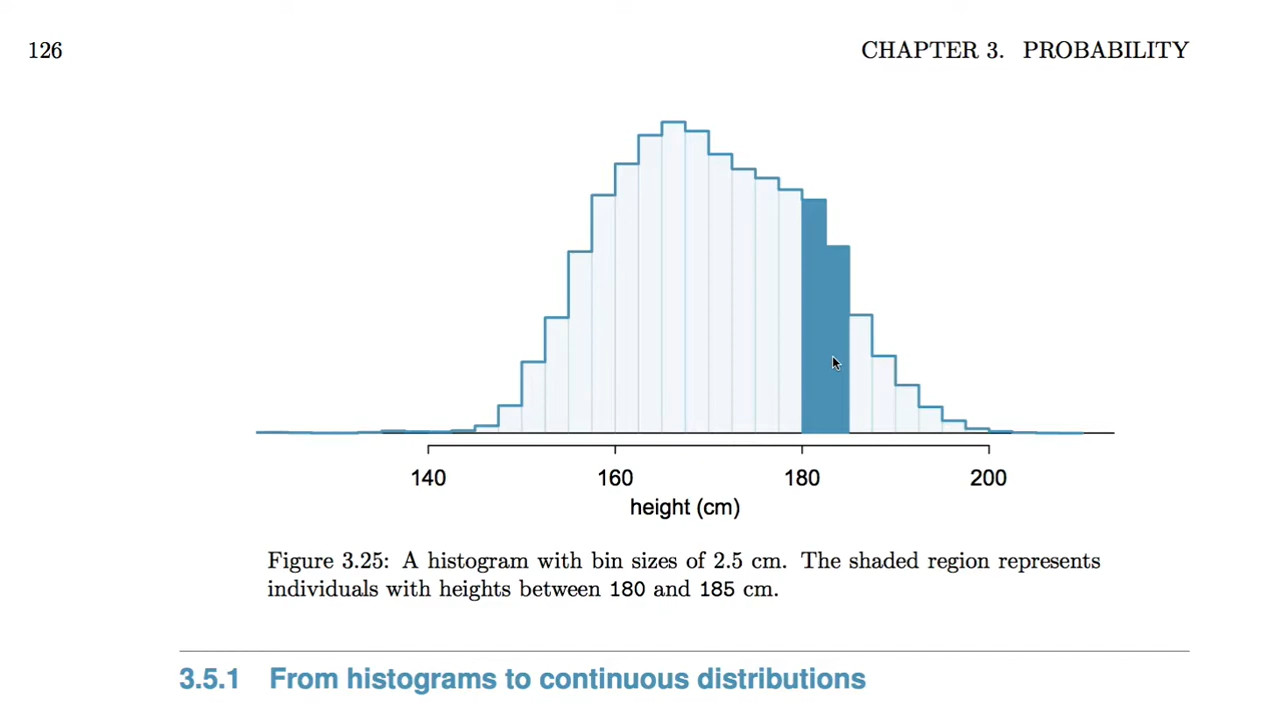 126
CHAPTER 3. PROBABILITY
140 160 180 200
height (cm)
Figure 3.25: A histogram with bin sizes of 2.5 cm. The shaded region represents
individuals with heights between 180 and 185 cm.
3.5.1 From histograms to continuous distributions